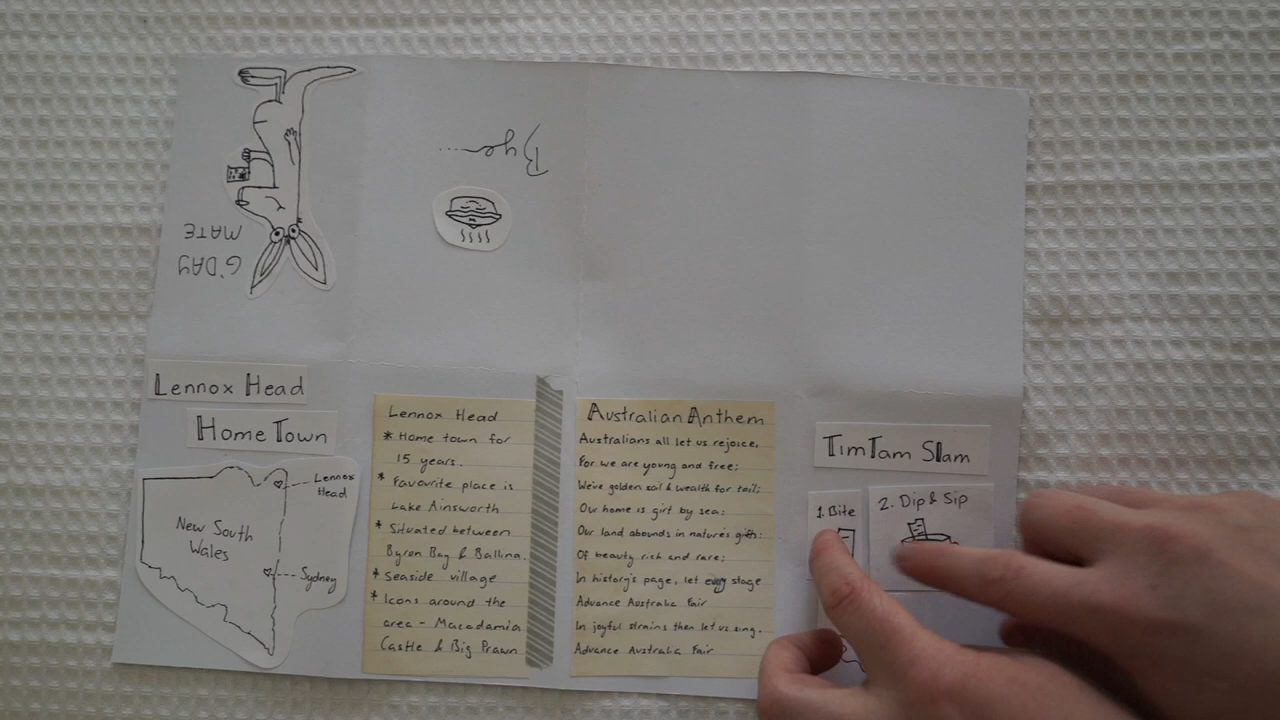 G'DAY
MATE
Bye....
Lennox Head
Home Town
New South
Wales
Lennox
Head
Sydney
Lennox Head
* Home town for
15 years.
* Favourite place is
Lake Ainsworth
* Situated between
Byron Bay & Ballina.
* Seaside village
* Icons around the
area - Macadamia
Castle & Big Prawn
Australian Anthem
Australians all let us rejoice,
For we are young and free;
We've golden soil & wealth for toil;
Our home is girt by sea:
Our land abounds in nature's gifts:
Of beauty rich and rare;
In history's page, let every stage
Advance Australia Fair
In joyful strains then let us sing.
Advance Australia Fair
TimTam Slam
1. Bite
2. Dip & Sip